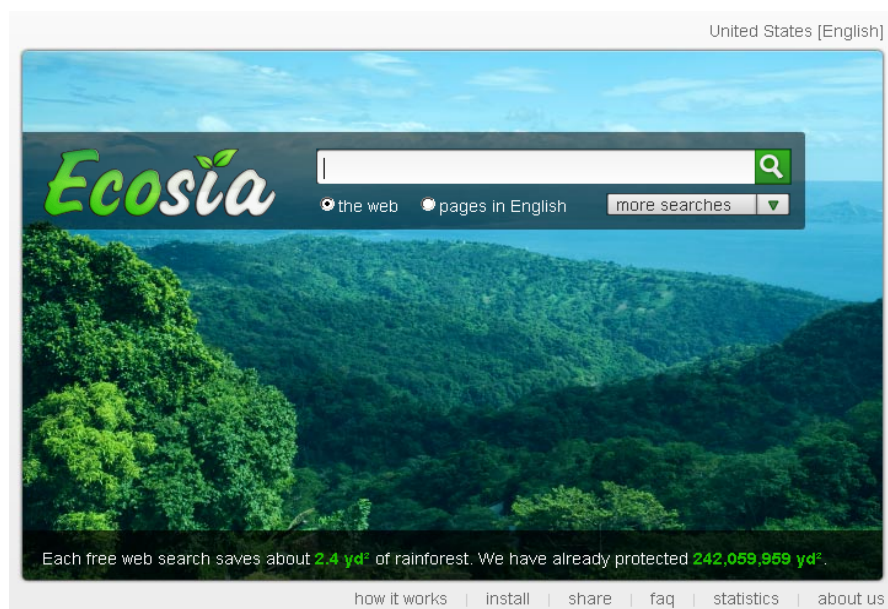 United States [English]
Ecosia
the web pages in English more searches
Each free web search saves about 2.4 yd² of rainforest. We have already protected 242,059,959 yd².
how it works | install | share | faq | statistics | about us